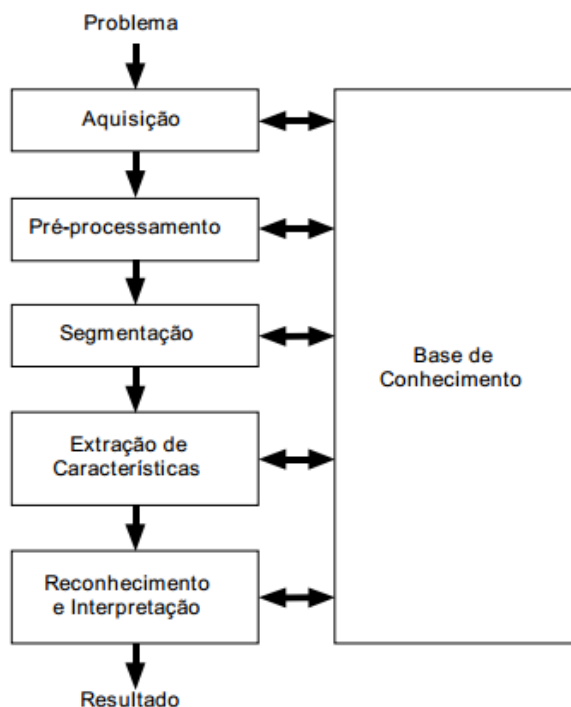 Problema
Aquisição
Pré-processamento
Segmentação
Extração de
Características
Reconhecimento
e Interpretação
Resultado
Base de
Conhecimento